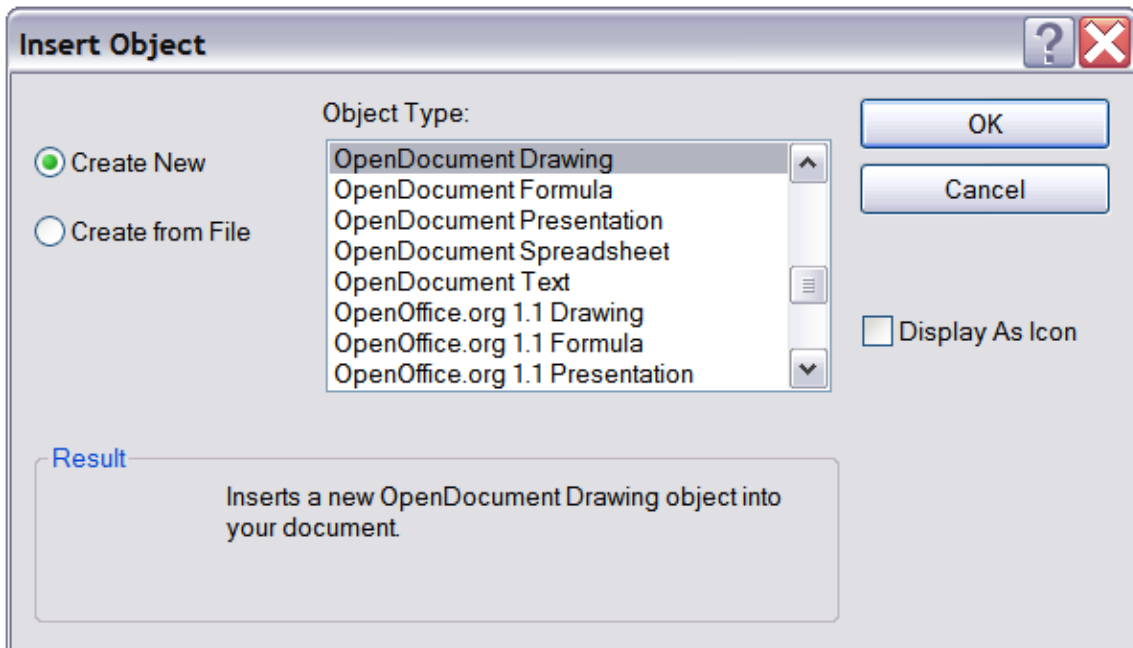 Insert Object
Object Type:
Create New
Create from File
OpenDocument Drawing
OpenDocument Formula
OpenDocument Presentation
OpenDocument Spreadsheet
OpenDocument Text
OpenOffice.org 1.1 Drawing
OpenOffice.org 1.1 Formula
OpenOffice.org 1.1 Presentation
OK
Cancel
Display As Icon
Result
Inserts a new OpenDocument Drawing object into
your document.